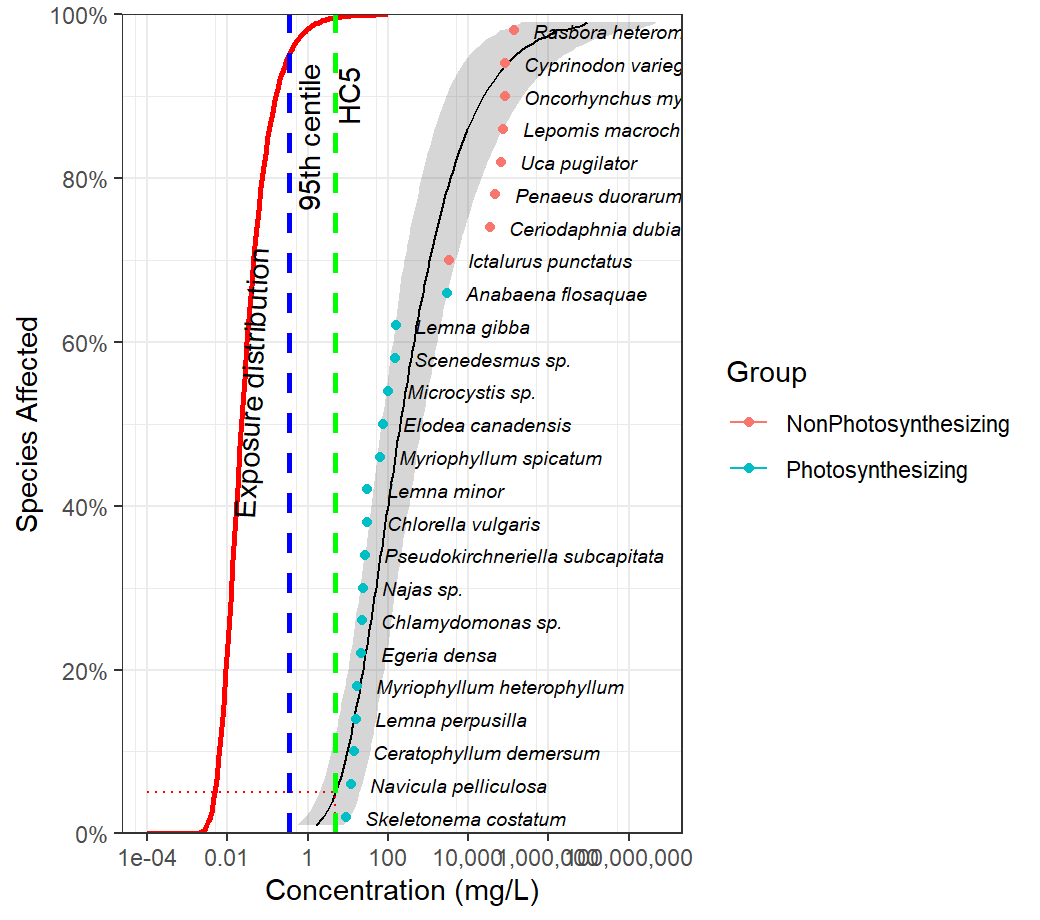 100%
80%
60%
40%
20%
0%
Species Affected
Exposure distribution
95th centile
HC5
Rasbora heterom
Cyprinodon varieg
Oncorhynchus my
Lepomis macroch
Uca pugilator
Penaeus duorarum
Ceriodaphnia dubia
Ictalurus punctatus
Anabaena flosaquae
Lemna gibba
Scenedesmus sp.
Microcystis sp.
Elodea canadensis
Myriophyllum spicatum
Lemna minor
Chlorella vulgaris
Pseudokirchneriella subcapitata
Najas sp.
Chlamydomonas sp.
Egeria densa
Myriophyllum heterophyllum
Lemna perpusilla
Ceratophyllum demersum
Navicula pelliculosa
Skeletonema costatum
1e-04 0.01 1 100 10,000 1,000,000 100,000,000
Concentration (mg/L)
Group
NonPhotosynthesizing
Photosynthesizing